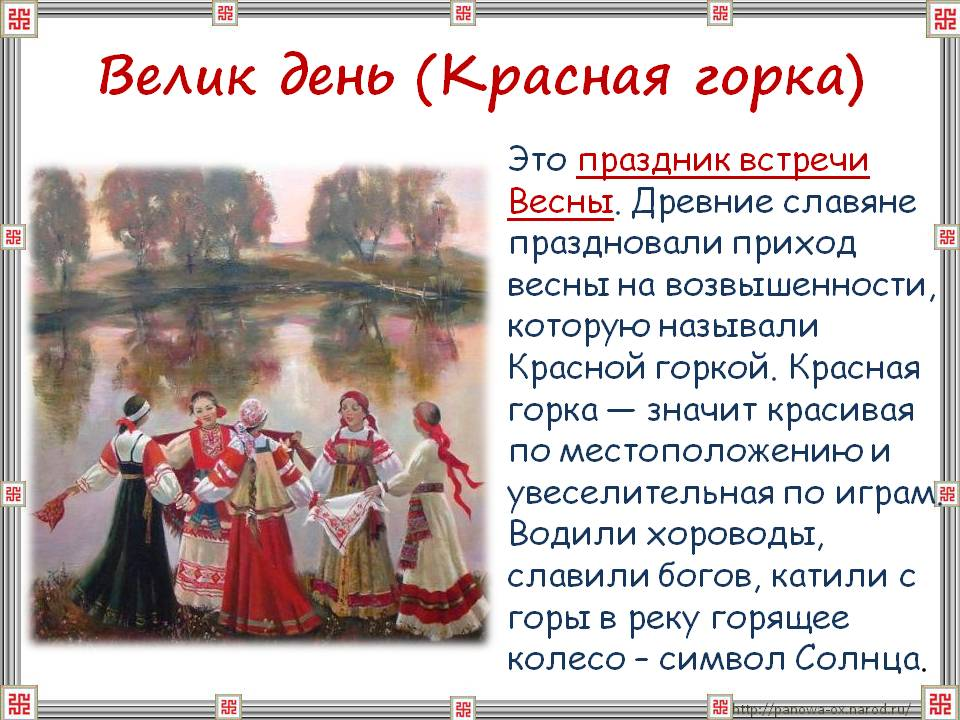 Велик день (Красная горка)
Это праздник встречи
Весны. Древние славяне
праздновали приход
весны на возвышенности,
которую называли
Красной горкой. Красная
горка — значит красивая
по местоположению и
увеселительная по играм.
Водили хороводы,
славили богов, катили с
горы в реку горящее
колесо – символ Солнца.
http://panowa-ox.narod.ru/